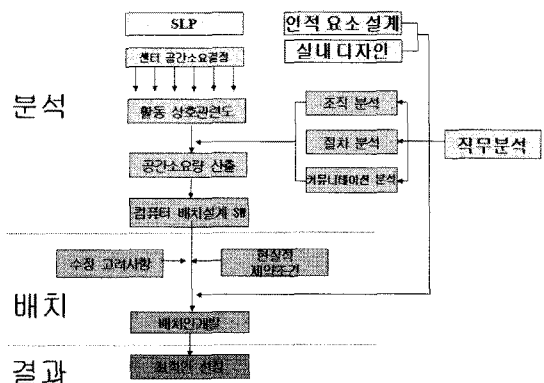 SLP
인적 요소 설계
실내 디자인
센터 공간소요결정
분석
활동 상호관련도
조직 분석
절차 분석
직무분석
공간소요량 산출
커뮤니케이션 분석
컴퓨터 배치설계 SW
수정 고려사항
현실적
제약조건
배치
배치안개발
결과
최적안 선정